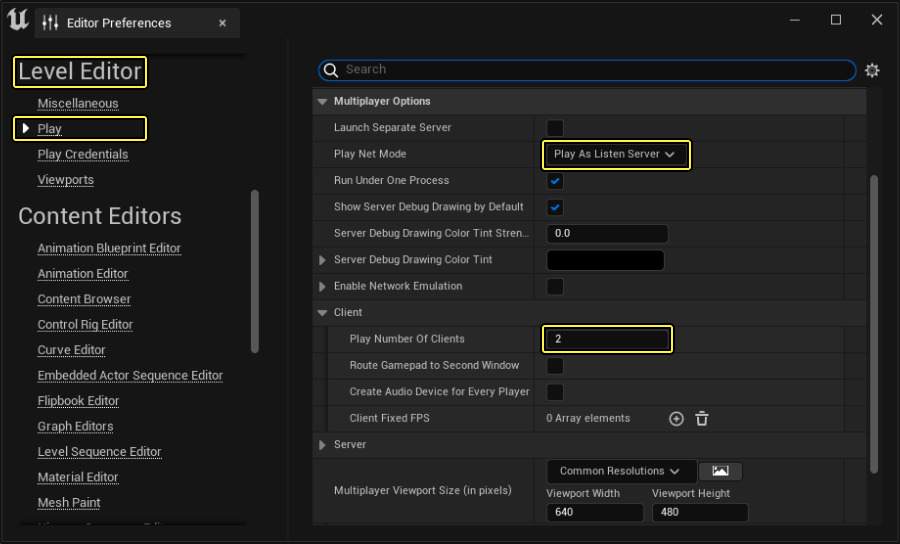 Editor Preferences
Level Editor
Miscellaneous
Play
Play Credentials
Viewports
Content Editors
Animation Blueprint Editor
Animation Editor
Content Browser
Control Rig Editor
Curve Editor
Embedded Actor Sequence Editor
Flipbook Editor
Graph Editors
Level Sequence Editor
Material Editor
Mesh Paint
Search
Multiplayer Options
Launch Separate Server
Play Net Mode Play As Listen Server
Run Under One Process
Show Server Debug Drawing by Default
Server Debug Drawing Color Tint Stren... 0.0
Server Debug Drawing Color Tint
Enable Network Emulation
Client
Play Number Of Clients 2
Route Gamepad to Second Window
Create Audio Device for Every Player
Client Fixed FPS 0 Array elements
Server
Common Resolutions
Multiplayer Viewport Size (in pixels)
Viewport Width Viewport Height
640 480